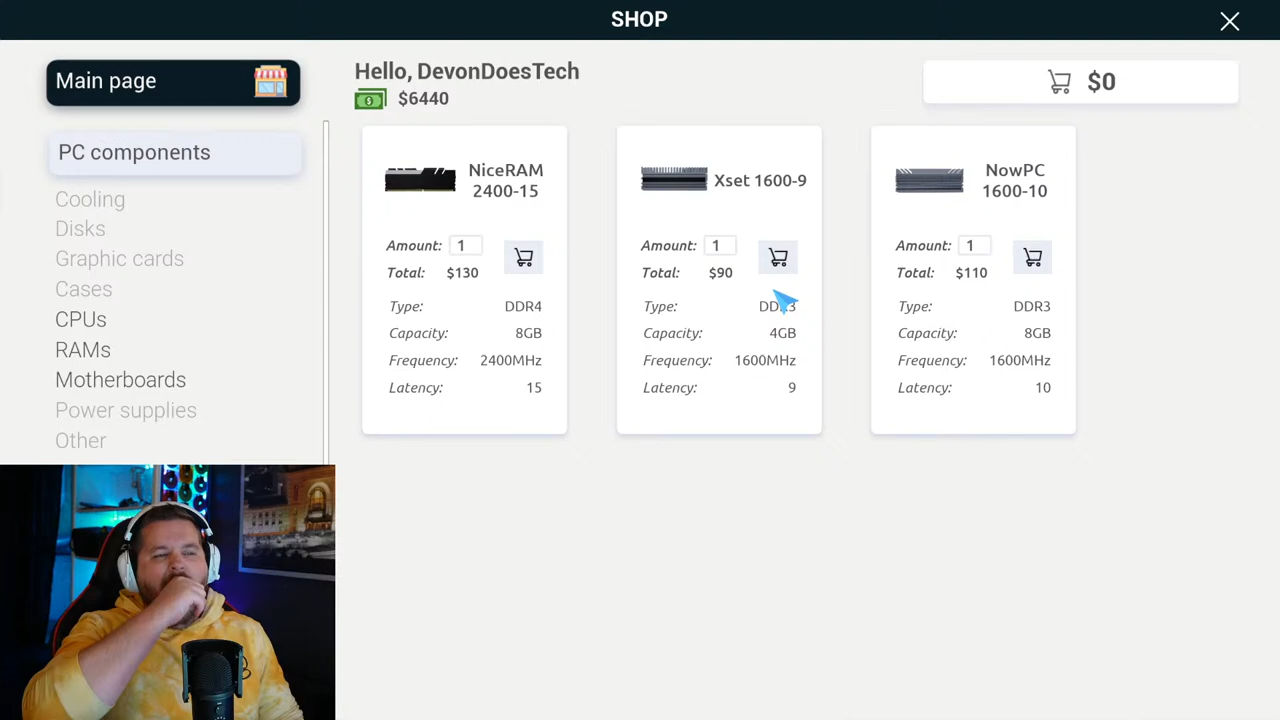 SHOP
Main page
Hello, DevonDoesTech
$6440
$0
PC components
Cooling
Disks
Graphic cards
Cases
CPUs
RAMs
Motherboards
Power supplies
Other
NiceRAM
2400-15
Amount: 1
Total: $130
Type: DDR4
Capacity: 8GB
Frequency: 2400MHz
Latency: 15
Xset 1600-9
Amount: 1
Total: $90
Type: DDR3
Capacity: 4GB
Frequency: 1600MHz
Latency: 9
NowPC
1600-10
Amount: 1
Total: $110
Type: DDR3
Capacity: 8GB
Frequency: 1600MHz
Latency: 10